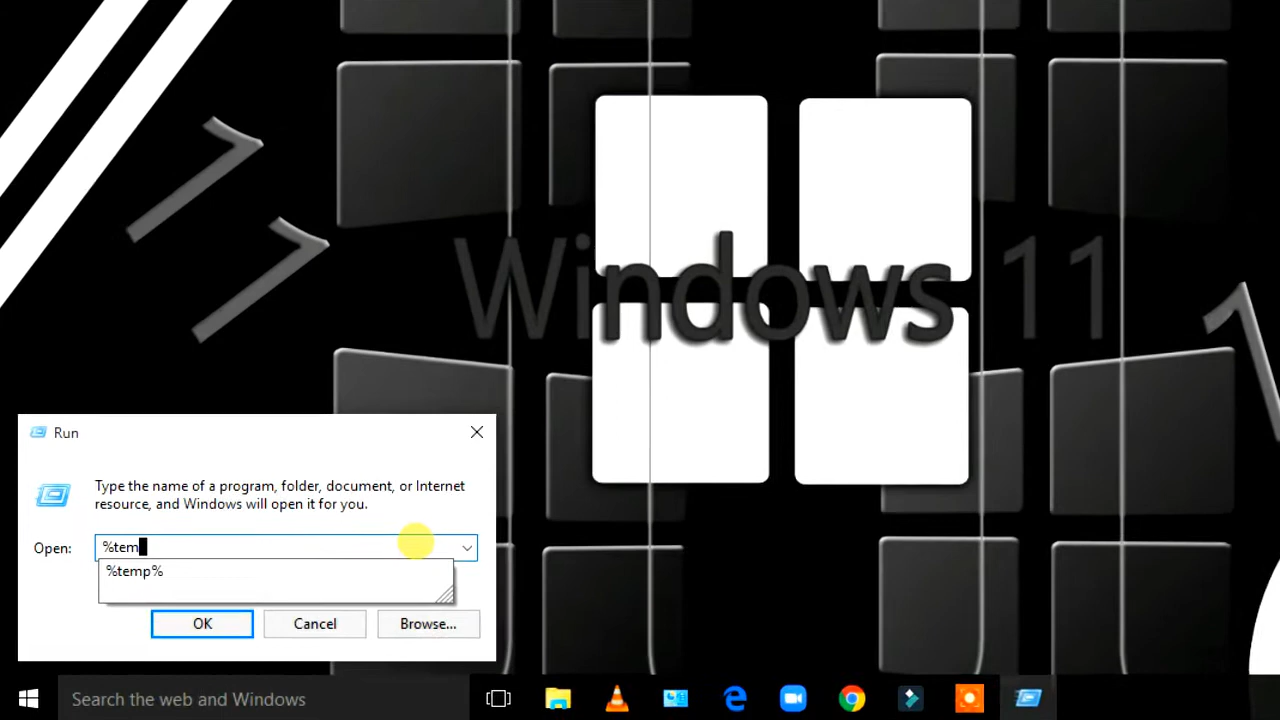 Windows 11
Run
Type the name of a program, folder, document, or Internet
resource, and Windows will open it for you.
Open:
%tem
%temp%
OK
Cancel
Browse...
Search the web and Windows